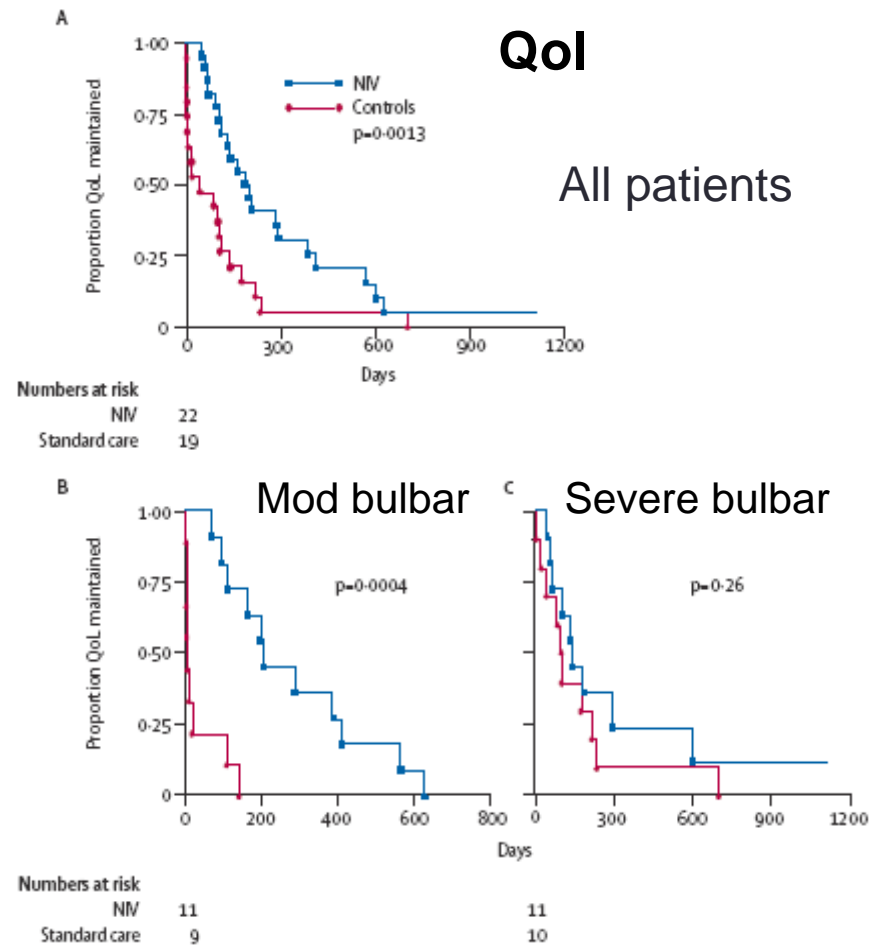 A
Qol
1·00
0·75
0·50
0·25
0
Proportion QoL maintained
NIV
Controls
p=0·0013
All patients
0 300 600 900 1200
Days
Numbers at risk
NIV 22
Standard care 19
B Mod bulbar
1·00
0·75
0·50
0·25
0
Proportion QoL maintained
p=0·0004
0 200 400 600 800
C Severe bulbar
p=0·26
0 300 600 900 1200
Days
Numbers at risk
NIV 11 11
Standard care 9 10